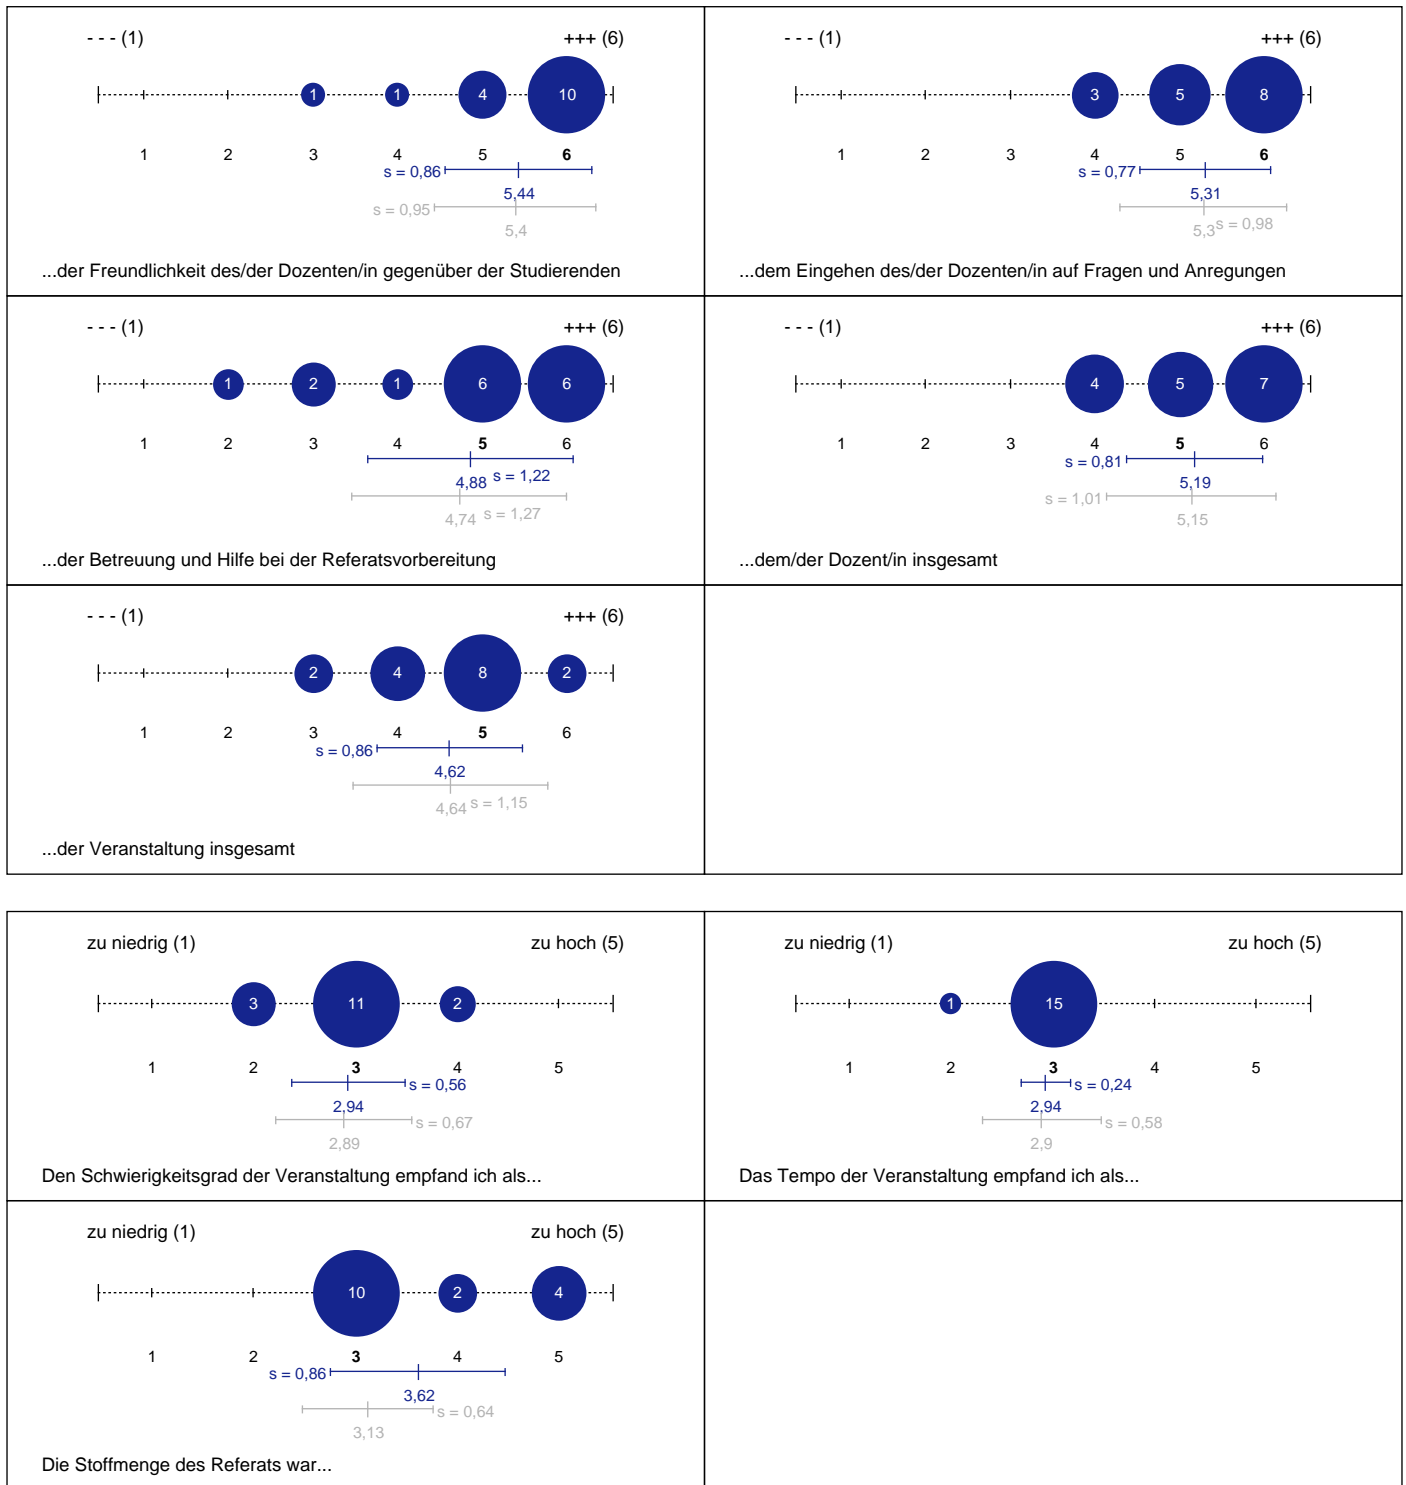 - - - (1) +++ (6)
1 1 4 10
1 2 3 4 5 6
s = 0,86
5,44
s = 0,95
5,4
...der Freundlichkeit des/der Dozenten/in gegenüber der Studierenden
- - - (1) +++ (6)
3 5 8
1 2 3 4 5 6
s = 0,77
5,31
5,3 s = 0,98
...dem Eingehen des/der Dozenten/in auf Fragen und Anregungen
- - - (1) +++ (6)
1 2 1 6 6
1 2 3 4 5 6
4,88 s = 1,22
4,74 s = 1,27
...der Betreuung und Hilfe bei der Referatsvorbereitung
- - - (1) +++ (6)
4 5 7
1 2 3 4 5 6
s = 0,81
5,19
s = 1,01
5,15
...dem/der Dozent/in insgesamt
- - - (1) +++ (6)
2 4 8 2
1 2 3 4 5 6
s = 0,86
4,62
4,64 s = 1,15
...der Veranstaltung insgesamt
zu niedrig (1) zu hoch (5)
3 11 2
1 2 3 4 5
s = 0,56
2,94
s = 0,67
2,89
Den Schwierigkeitsgrad der Veranstaltung empfand ich als...
zu niedrig (1) zu hoch (5)
1 15
1 2 3 4 5
s = 0,24
2,94
s = 0,58
2,9
Das Tempo der Veranstaltung empfand ich als...
zu niedrig (1) zu hoch (5)
10 2 4
1 2 3 4 5
s = 0,86
3,62
s = 0,64
3,13
Die Stoffmenge des Referats war...